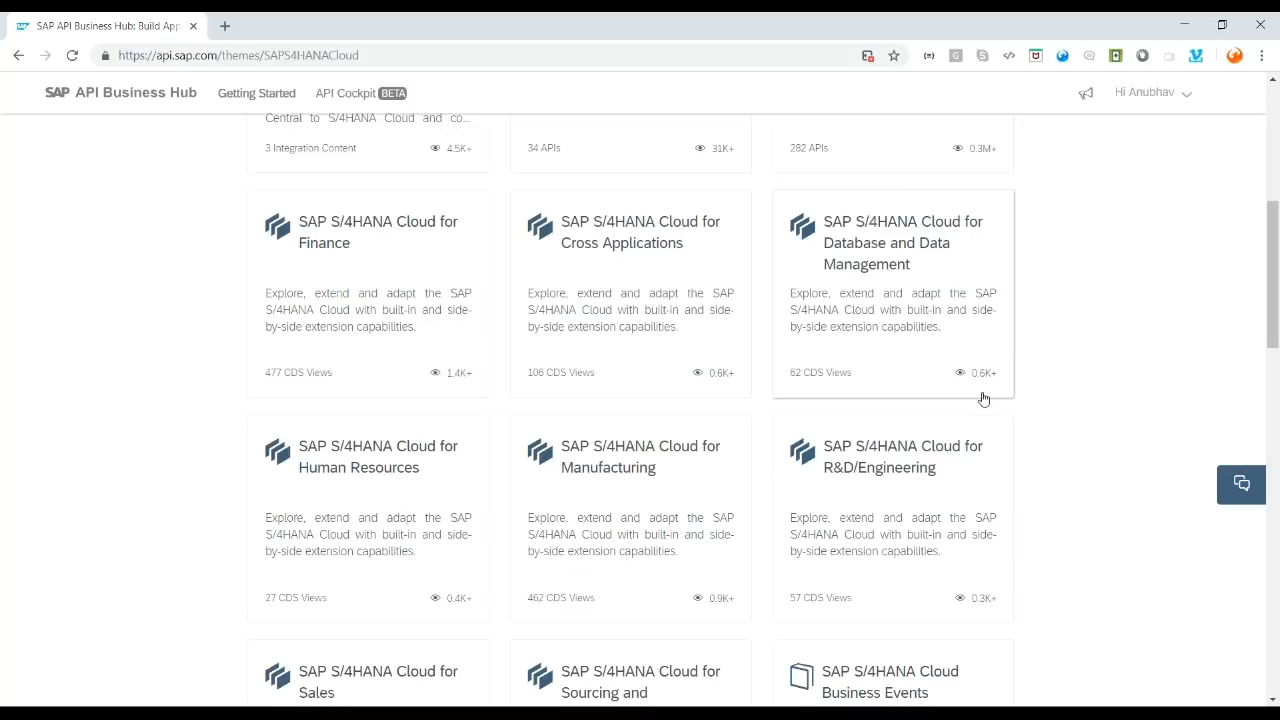 SAP API Business Hub: Build App
https://api.sap.com/themes/SAPS4HANACloud
SAP API Business Hub
Getting Started
API Cockpit BETA
Hi Anubhav
Central to S/4HANA Cloud and co...
3 Integration Content
4.5K+
34 APIs
31K+
282 APIs
0.3M+
SAP S/4HANA Cloud for
Finance
Explore, extend and adapt the SAP
S/4HANA Cloud with built-in and side-
by-side extension capabilities.
477 CDS Views
1.4K+
SAP S/4HANA Cloud for
Cross Applications
Explore, extend and adapt the SAP
S/4HANA Cloud with built-in and side-
by-side extension capabilities.
106 CDS Views
0.6K+
SAP S/4HANA Cloud for
Database and Data
Management
Explore, extend and adapt the SAP
S/4HANA Cloud with built-in and side-
by-side extension capabilities.
62 CDS Views
0.6K+
SAP S/4HANA Cloud for
Human Resources
Explore, extend and adapt the SAP
S/4HANA Cloud with built-in and side-
by-side extension capabilities.
27 CDS Views
0.4K+
SAP S/4HANA Cloud for
Manufacturing
Explore, extend and adapt the SAP
S/4HANA Cloud with built-in and side-
by-side extension capabilities.
462 CDS Views
0.9K+
SAP S/4HANA Cloud for
R&D/Engineering
Explore, extend and adapt the SAP
S/4HANA Cloud with built-in and side-
by-side extension capabilities.
57 CDS Views
0.3K+
SAP S/4HANA Cloud for
Sales
SAP S/4HANA Cloud for
Sourcing and
SAP S/4HANA Cloud
Business Events